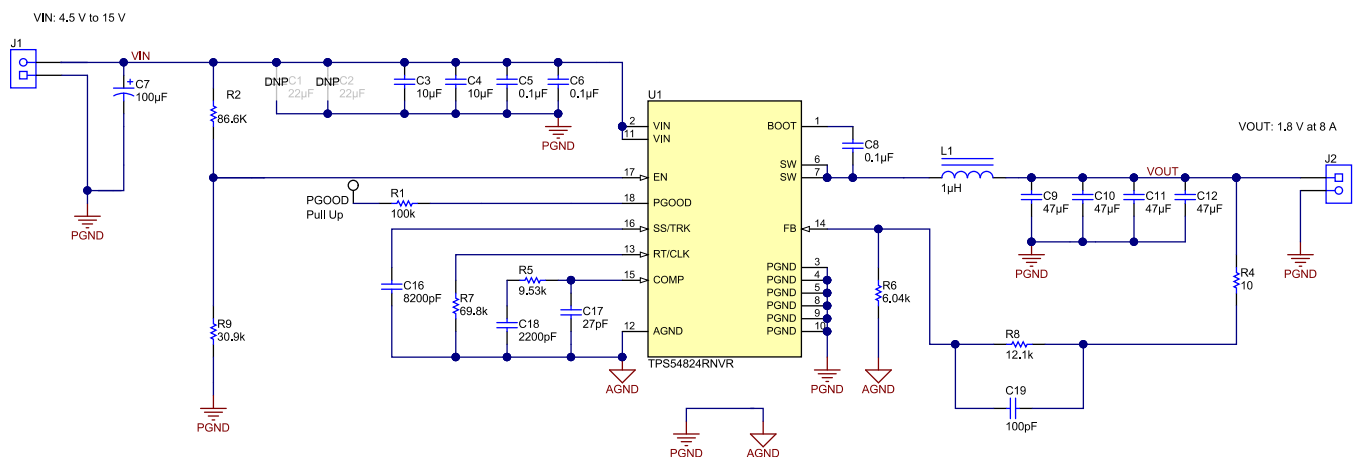 VIN: 4.5 V to 15 V
VOUT: 1.8 V at 8 A
J1
VIN
C7
100µF
+
R2
86.6K
DNP C1
22µF
DNP C2
22µF
C3
10µF
C4
10µF
C5
0.1µF
C6
0.1µF
PGND
PGND
U1
2 VIN
11 VIN
17 EN
18 PGOOD
16 SS/TRK
13 RT/CLK
15 COMP
12 AGND
BOOT 1
SW 6
SW 7
FB 14
PGND 3
PGND 4
PGND 5
PGND 8
PGND 9
PGND 10
TPS54824RNVR
PGOOD
Pull Up
R1
100k
C16
8200pF
R7
69.8k
R5
9.53k
C18
2200pF
C17
27pF
AGND
R9
30.9k
PGND
C8
0.1µF
L1
1µH
VOUT
J2
C9
47µF
C10
47µF
C11
47µF
C12
47µF
PGND
PGND
R6
6.04k
R4
10
R8
12.1k
C19
100pF
PGND
AGND
PGND
AGND